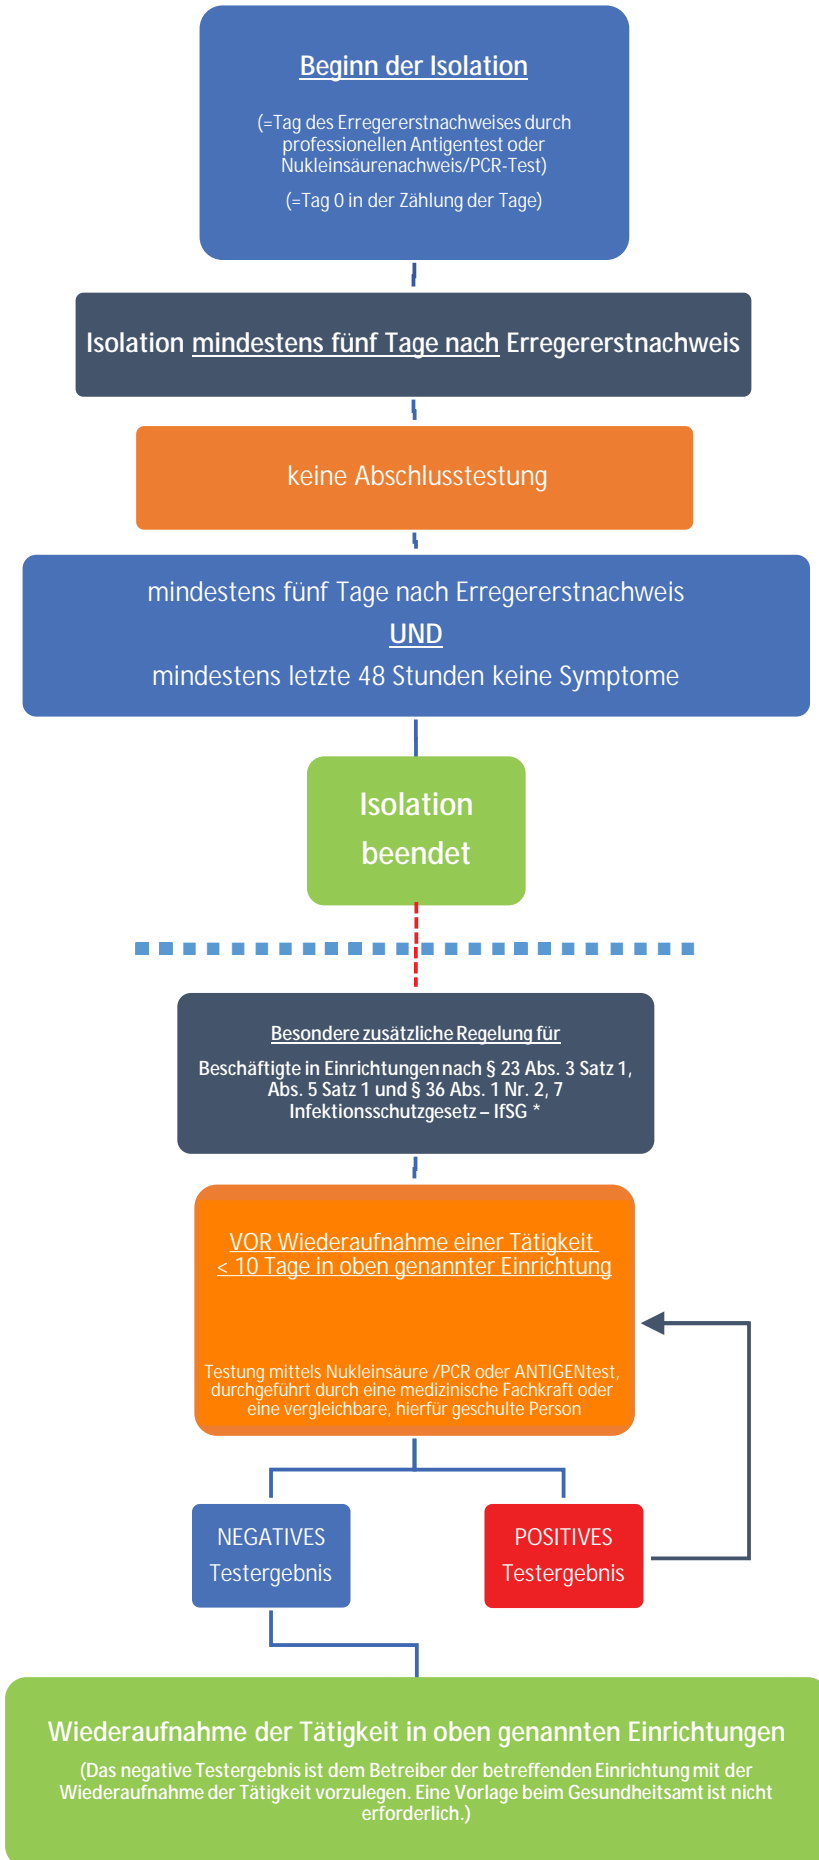 Beginn der Isolation
(=Tag des Erregererstnachweises durch
professionellen Antigentest oder
Nukleinsäurenachweis/PCR-Test)
(=Tag 0 in der Zählung der Tage)
Isolation mindestens fünf Tage nach Erregererstnachweis
keine Abschlusstestung
mindestens fünf Tage nach Erregererstnachweis
UND
mindestens letzte 48 Stunden keine Symptome
Isolation
beendet
Besondere zusätzliche Regelung für
Beschäftigte in Einrichtungen nach § 23 Abs. 3 Satz 1,
Abs. 5 Satz 1 und § 36 Abs. 1 Nr. 2, 7
Infektionsschutzgesetz – IfSG *
VOR Wiederaufnahme einer Tätigkeit
< 10 Tage in oben genannter Einrichtung
Testung mittels Nukleinsäure /PCR oder ANTIGENtest,
durchgeführt durch eine medizinische Fachkraft oder
eine vergleichbare, hierfür geschulte Person
NEGATIVES
Testergebnis
POSITIVES
Testergebnis
Wiederaufnahme der Tätigkeit in oben genannten Einrichtungen
(Das negative Testergebnis ist dem Betreiber der betreffenden Einrichtung mit der
Wiederaufnahme der Tätigkeit vorzulegen. Eine Vorlage beim Gesundheitsamt ist nicht
erforderlich.)